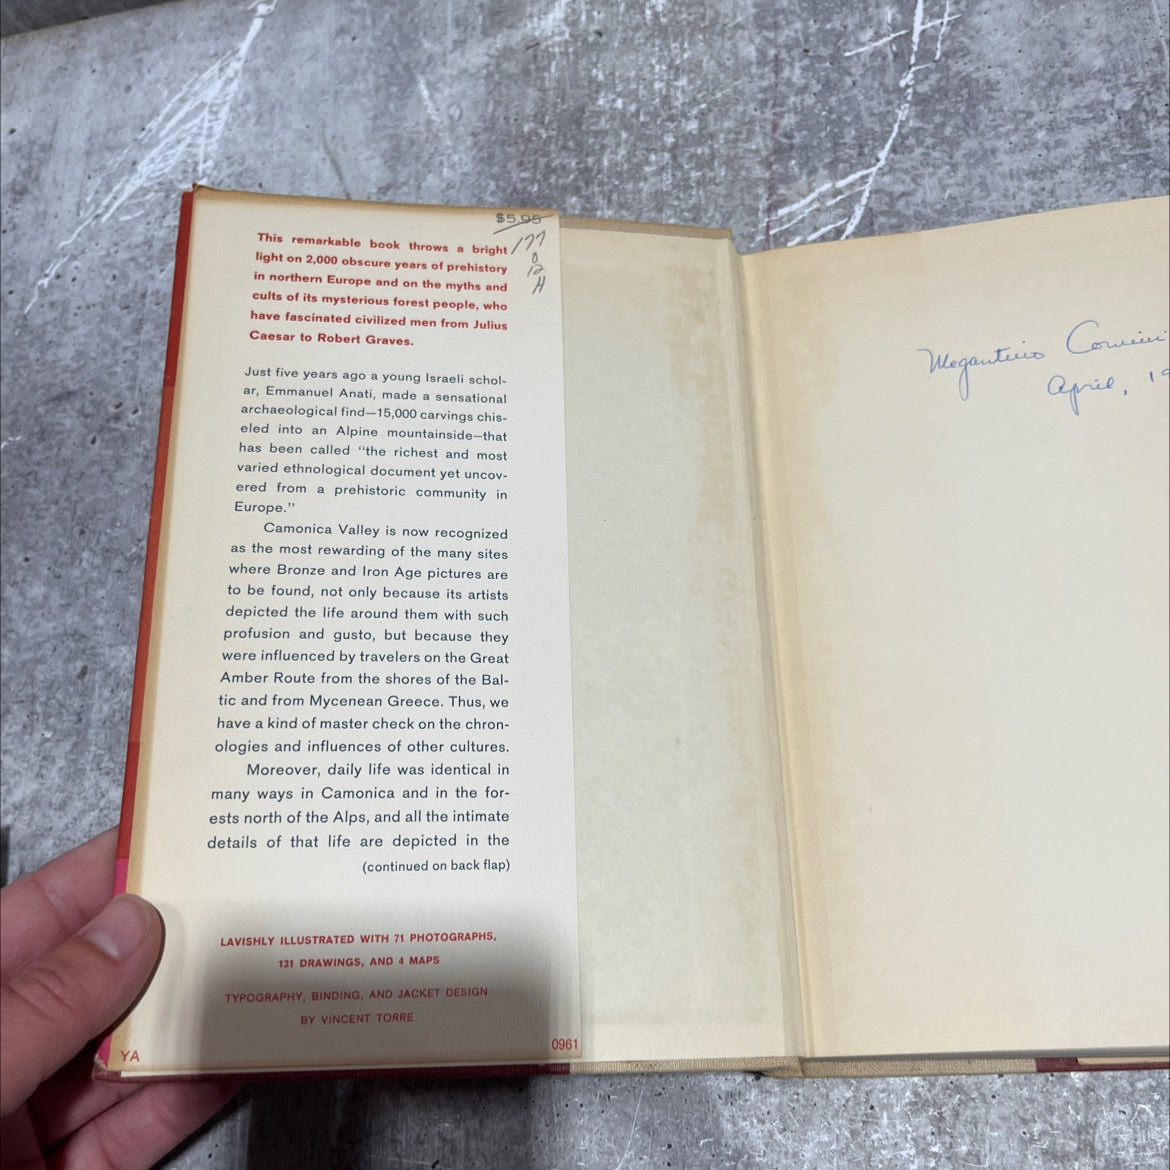 $5.95
177
This remarkable book throws a bright
light on 2,000 obscure years of prehistory
in northern Europe and on the myths and
cults of its mysterious forest people, who
have fascinated civilized men from Julius
Caesar to Robert Graves.
Just five years ago a young Israeli schol-
ar, Emmanuel Anati, made a sensational
archaeological find—15,000 carvings chis-
eled into an Alpine mountainside—that
has been called "the richest and most
varied ethnological document yet uncov-
ered from a prehistoric community in
Europe."
Camonica Valley is now recognized
as the most rewarding of the many sites
where Bronze and Iron Age pictures are
to be found, not only because its artists
depicted the life around them with such
profusion and gusto, but because they
were influenced by travelers on the Great
Amber Route from the shores of the Bal-
tic and from Mycenean Greece. Thus, we
have a kind of master check on the chron-
ologies and influences of other cultures.
Moreover, daily life was identical in
many ways in Camonica and in the for-
ests north of the Alps, and all the intimate
details of that life are depicted in the
(continued on back flap)
LAVISHLY ILLUSTRATED WITH 71 PHOTOGRAPHS,
131 DRAWINGS, AND 4 MAPS
TYPOGRAPHY, BINDING, AND JACKET DESIGN
BY VINCENT TORRE
YA
0961
April, 19